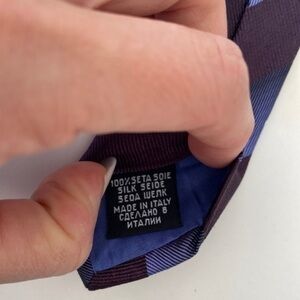 100% SETA SOIE
SILK SEIDE
SEDA ШЕЛК
MADE IN ITALY
СДЕЛАНО В
ИТАЛИИ